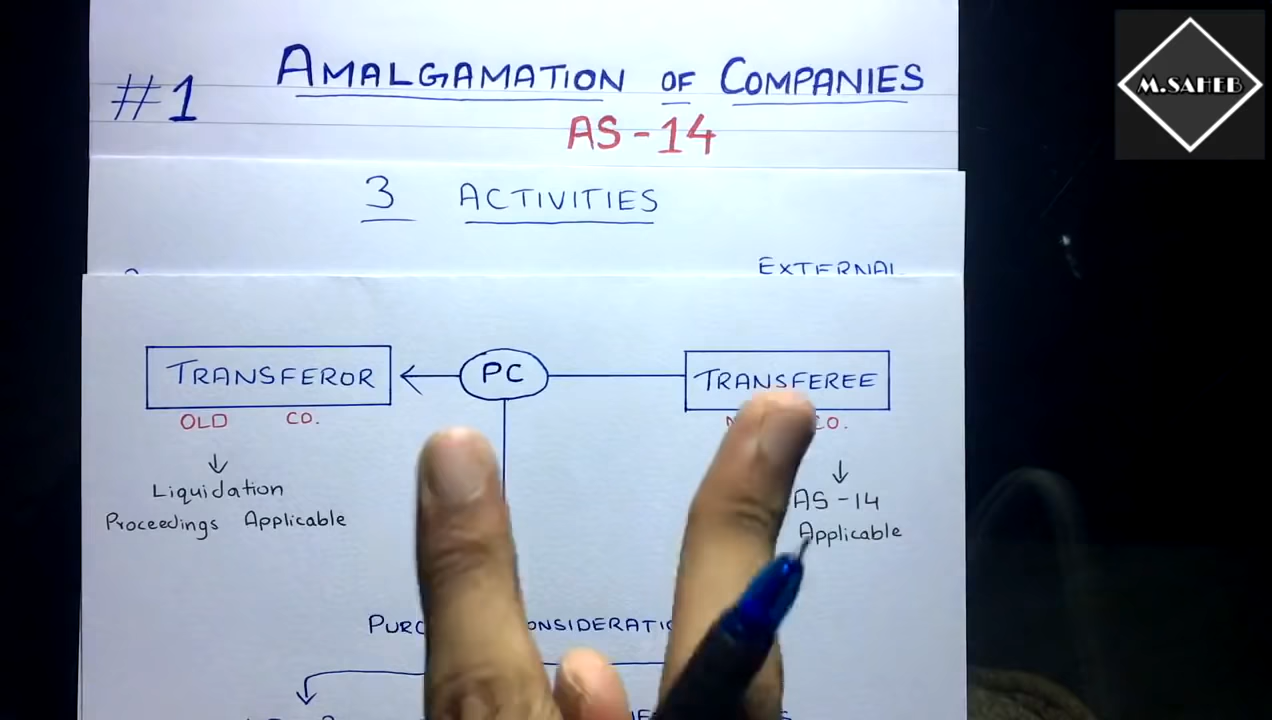 M.SAHEB
#1 AMALGAMATION OF COMPANIES
AS-14
3 ACTIVITIES
EXTERNAL
TRANSFEROR
PC
TRANSFEREE
OLD CO.
CO.
Liquidation
Proceedings Applicable
AS-14
Applicable